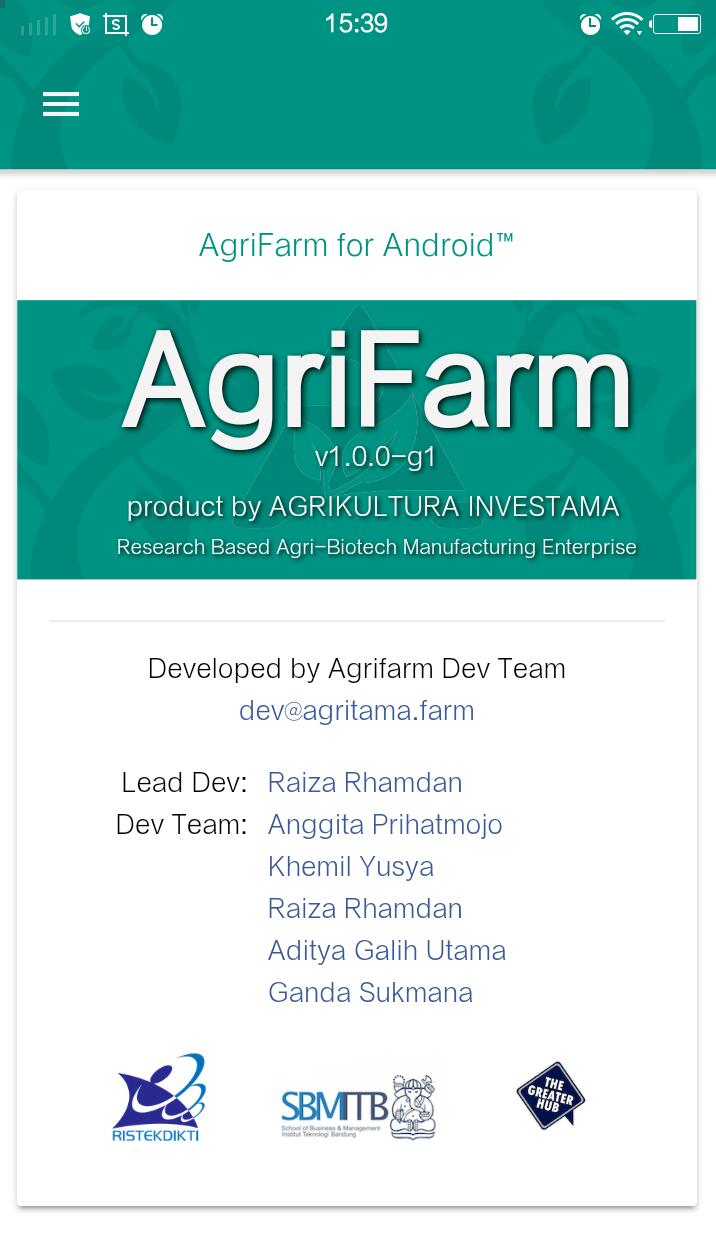 15:39
AgriFarm for Android™
AgriFarm
v1.0.0-g1
product by AGRIKULTURA INVESTAMA
Research Based Agri-Biotech Manufacturing Enterprise
Developed by Agrifarm Dev Team
dev@agritama.farm
Lead Dev: Raiza Rhamdan
Dev Team: Anggita Prihatmojo
Khemil Yusya
Raiza Rhamdan
Aditya Galih Utama
Ganda Sukmana
RISTEKDIKTI
SBMITB
School of Business & Management
Institut Teknologi Bandung
THE
GREATER
HUB